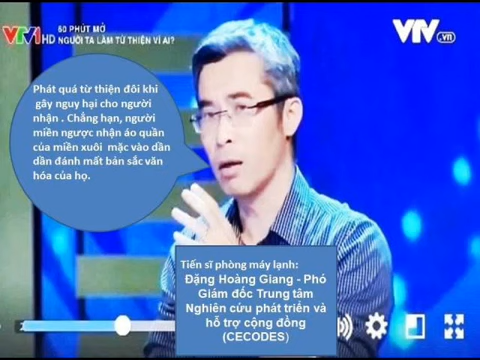 VTV1
HD
60 PHÚT MỞ
NGƯỜI TA LÀM TỪ THIỆN VÌ AI?
VTV.vn
Phát quá từ thiện đôi khi
gây nguy hại cho người
nhận . Chẳng hạn, người
miền ngược nhận áo quần
của miền xuôi mặc vào dần
dần đánh mất bản sắc văn
hóa của họ.
Tiến sĩ phòng máy lạnh:
Đặng Hoàng Giang - Phó
Giám đốc Trung tâm
Nghiên cứu phát triển và
hỗ trợ cộng đồng
(CECODES)